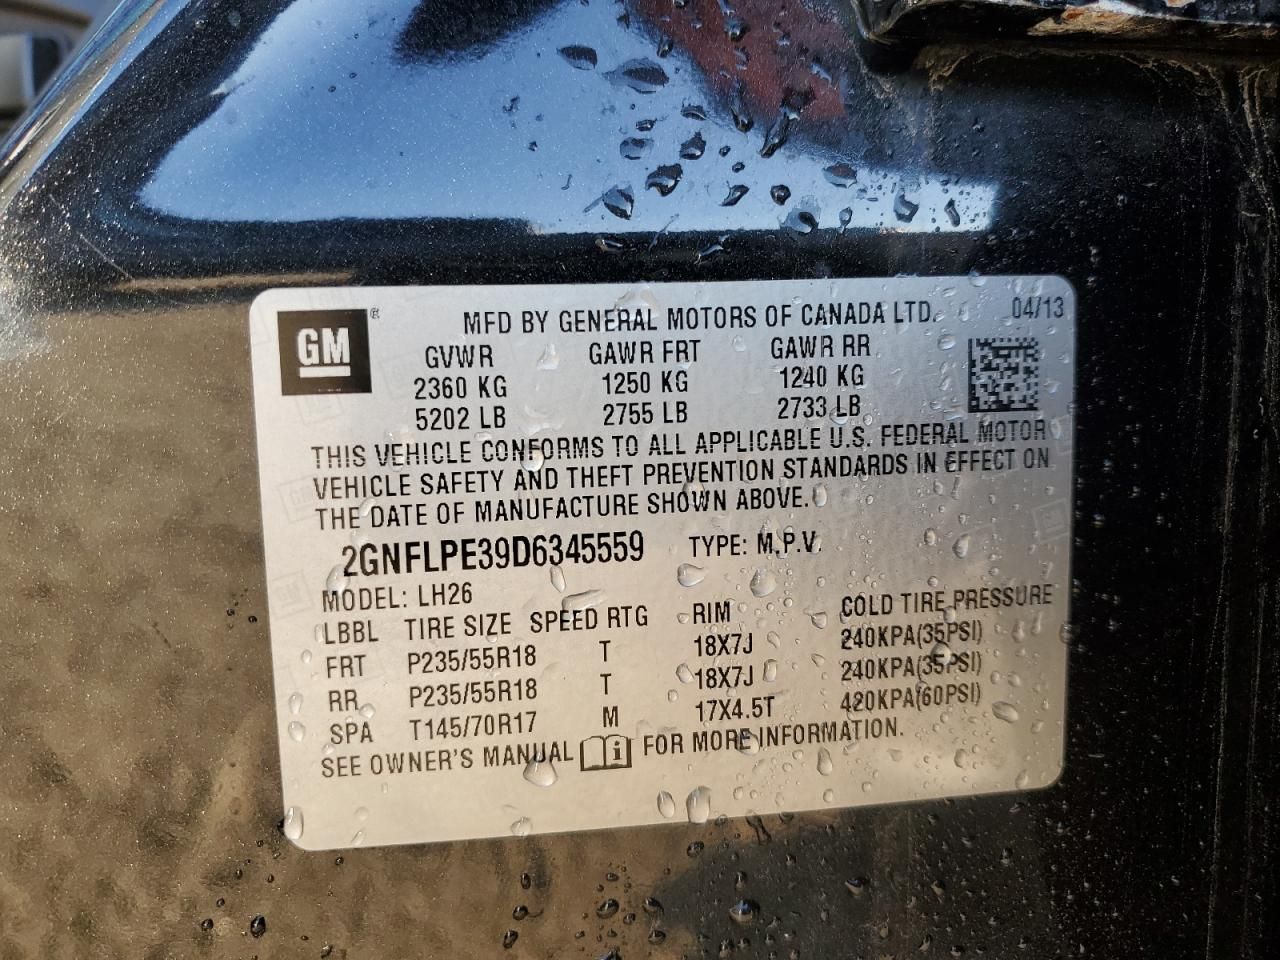 GM ® MFD BY GENERAL MOTORS OF CANADA LTD. 04/13
GVWR GAWR FRT GAWR RR
2360 KG 1250 KG 1240 KG
5202 LB 2755 LB 2733 LB
THIS VEHICLE CONFORMS TO ALL APPLICABLE U.S. FEDERAL MOTOR
VEHICLE SAFETY AND THEFT PREVENTION STANDARDS IN EFFECT ON
THE DATE OF MANUFACTURE SHOWN ABOVE.
2GNFLPE39D6345559 TYPE: M.P.V.
MODEL: LH26
LBBL TIRE SIZE SPEED RTG RIM COLD TIRE PRESSURE
FRT P235/55R18 T 18X7J 240KPA(35PSI)
RR P235/55R18 T 18X7J 240KPA(35PSI)
SPA T145/70R17 M 17X4.5T 420KPA(60PSI)
SEE OWNER'S MANUAL i FOR MORE INFORMATION.